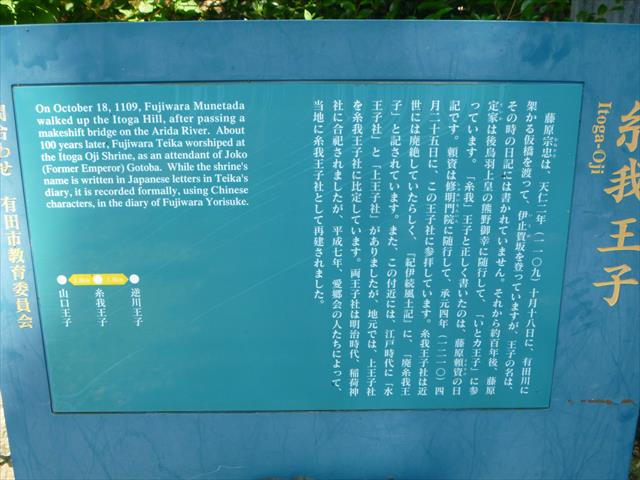 糸我王子
Itoga-Oji
藤原宗忠は、天仁二年(一一〇九)十月十八日に、有田川に
架かる仮橋を渡って、伊止賀坂を登っていますが、王子の名は、
その時の日記には書かれていません。それから約百年後、藤原
定家は後鳥羽上皇の熊野御幸に随行して、「いとカ王子」に参
っています。「糸我」王子と正しく書いたのは、藤原頼資の日
記です。頼資は修明門院に随行して、承元四年(一二一〇)四
月二十五日に、この王子社に参拝しています。糸我王子社は近
世には廃絶していたらしく、『紀伊続風土記』に、「廃糸我王
子」と記されています。また、この付近には、江戸時代に「水
王子社」と「上王子社」がありましたが、地元では、上王子社
を糸我王子社に比定しています。両王子社は明治時代、稲荷神
社に合祀されましたが、平成七年、愛郷会の人たちによって、
当地に糸我王子社として再建されました。
On October 18, 1109, Fujiwara Munetada
walked up the Itoga Hill, after passing a
makeshift bridge on the Arida River. About
100 years later, Fujiwara Teika worshiped at
the Itoga Oji Shrine, as an attendant of Joko
(Former Emperor) Gotoba. While the shrine's
name is written in Japanese letters in Teika's
diary, it is recorded formally, using Chinese
characters, in the diary of Fujiwara Yorisuke.
逆川王子
糸我王子
山口王子
合わせ 有田市教育委員会